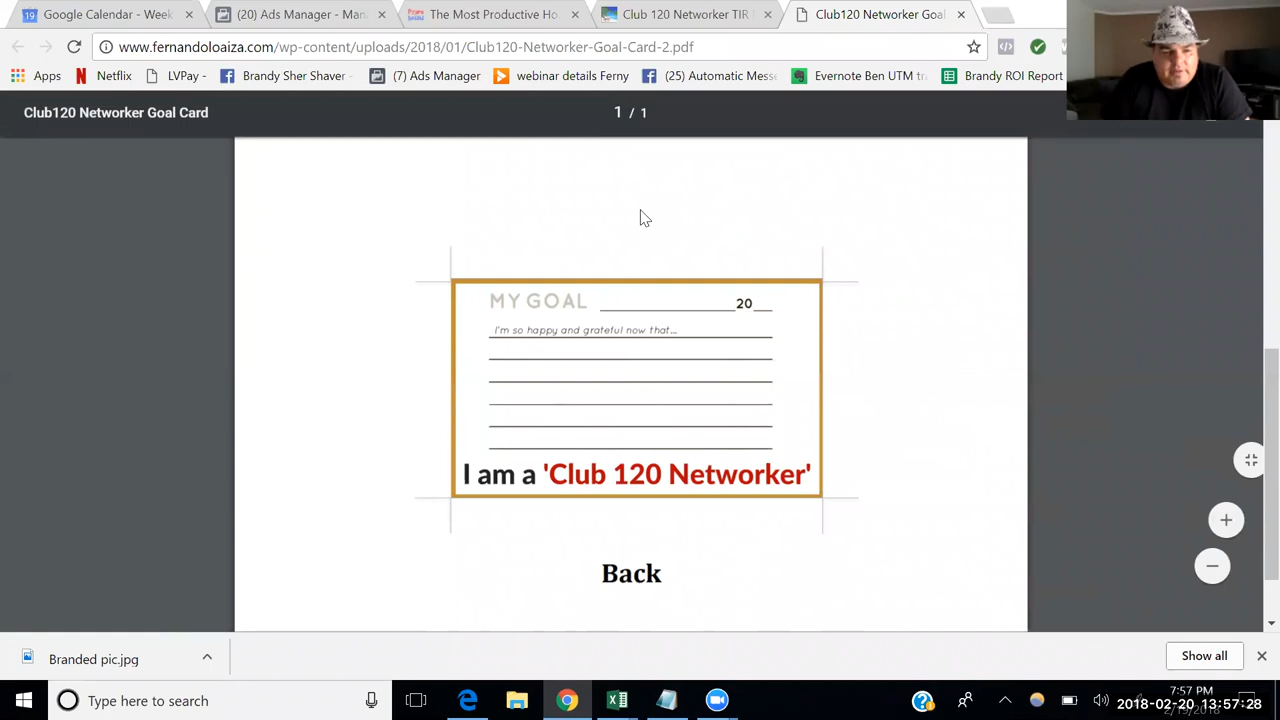 Google Calendar - Week
(20) Ads Manager - Man
The Most Productive Ho
Club 100 Networker TIR
Club120 Networker Goal
www.fernandoloaiza.com/wp-content/uploads/2018/01/Club120-Networker-Goal-Card-2.pdf
Apps
Netflix
LVPay -
Brandy Sher Shaver -
(7) Ads Manager
webinar details Ferny
(25) Automatic Messe
Evernote Ben UTM tr
Brandy ROI Report
Club120 Networker Goal Card
1 / 1
MY GOAL 20
I'm so happy and grateful now that...
I am a 'Club 120 Networker'
Back
Branded pic.jpg
Show all
Type here to search
7:57 PM
2018-02-20 13:57:28